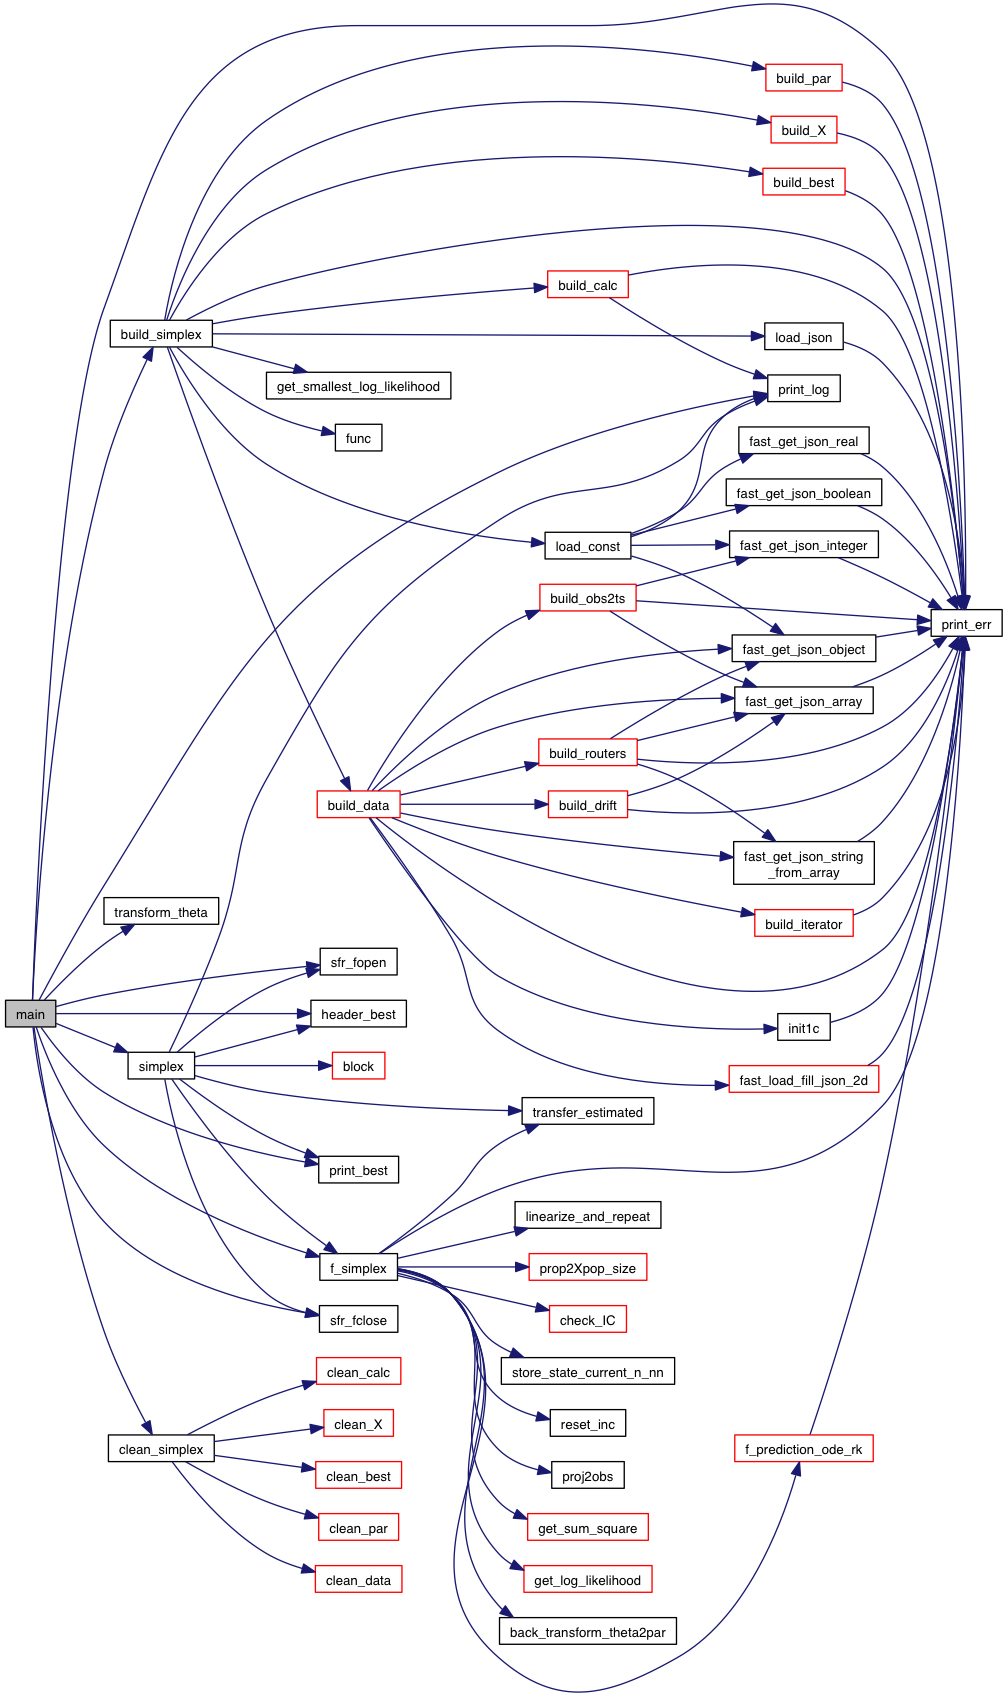 build_par
build_X
build_best
build_calc
build_simplex
load_json
get_smallest_log_likelihood
print_log
func
fast_get_json_real
fast_get_json_boolean
load_const
fast_get_json_integer
build_obs2ts
print_err
fast_get_json_object
fast_get_json_array
build_routers
build_data
build_drift
fast_get_json_string
_from_array
transform_theta
build_iterator
sfr_fopen
main
header_best
init1c
simplex
block
fast_load_fill_json_2d
transfer_estimated
print_best
linearize_and_repeat
f_simplex
prop2Xpop_size
sfr_fclose
check_IC
clean_calc
store_state_current_n_nn
clean_X
reset_inc
clean_simplex
f_prediction_ode_rk
clean_best
proj2obs
clean_par
get_sum_square
clean_data
get_log_likelihood
back_transform_theta2par